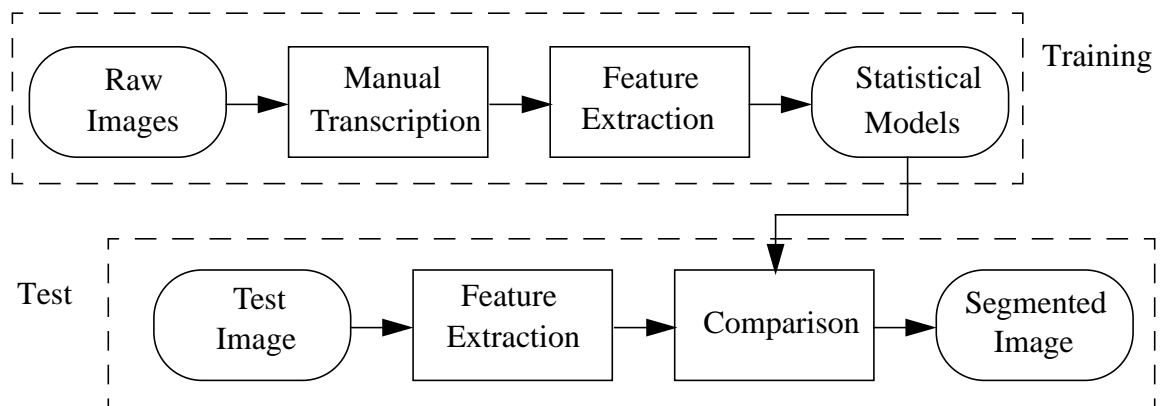 Raw
Images
Manual
Transcription
Feature
Extraction
Statistical
Models
Training
Test
Test
Image
Feature
Extraction
Comparison
Segmented
Image